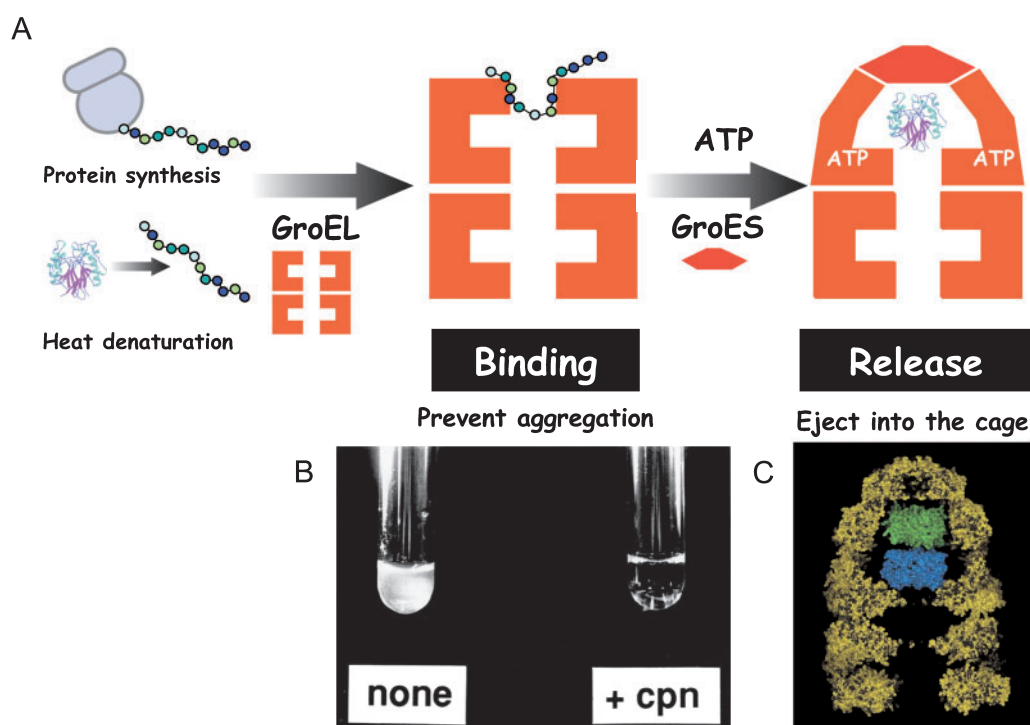 A
Protein synthesis
Heat denaturation
GroEL
ATP
GroES
ATP
ATP
Binding
Release
Prevent aggregation
Eject into the cage
B
none
+ cpn
C